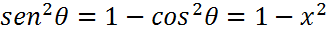 sen²θ = 1 − cos²θ = 1 − x²